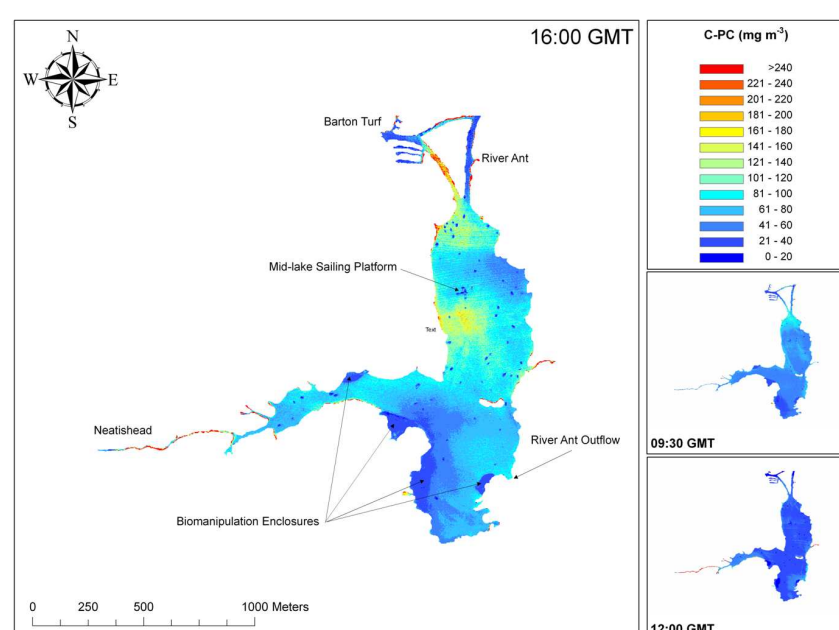 16:00 GMT
N
W
E
S
Barton Turf
River Ant
Mid-lake Sailing Platform
Text
Neatishead
River Ant Outflow
Biomanipulation Enclosures
0 250 500 1000 Meters
C-PC (mg m⁻³)
>240
221 - 240
201 - 220
181 - 200
161 - 180
141 - 160
121 - 140
101 - 120
81 - 100
61 - 80
41 - 60
21 - 40
0 - 20
09:30 GMT
12:00 GMT